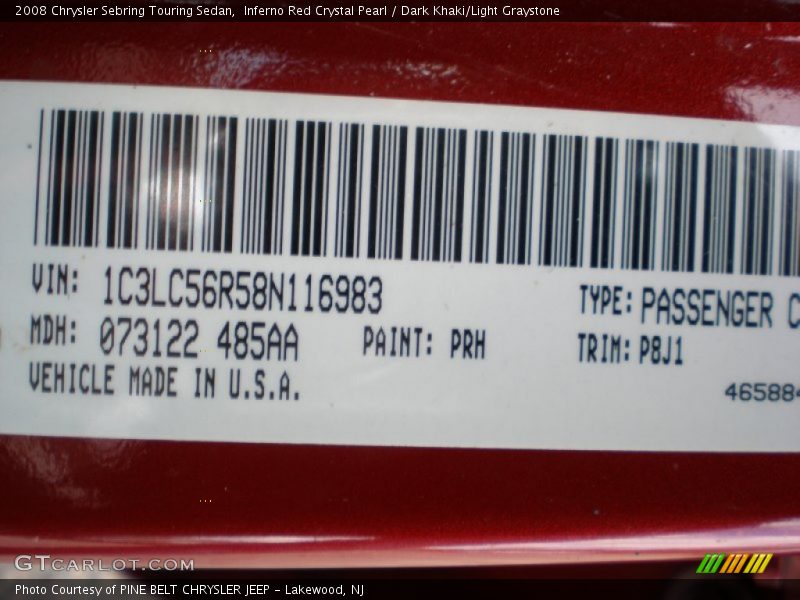 2008 Chrysler Sebring Touring Sedan,  Inferno Red Crystal Pearl / Dark Khaki/Light Graystone
VIN: 1C3LC56R58N116983 TYPE: PASSENGER C
MDH: 073122 485AA PAINT: PRH TRIM: P8J1
VEHICLE MADE IN U.S.A. 465884
GTCARLOT.COM
Photo Courtesy of PINE BELT CHRYSLER JEEP - Lakewood, NJ